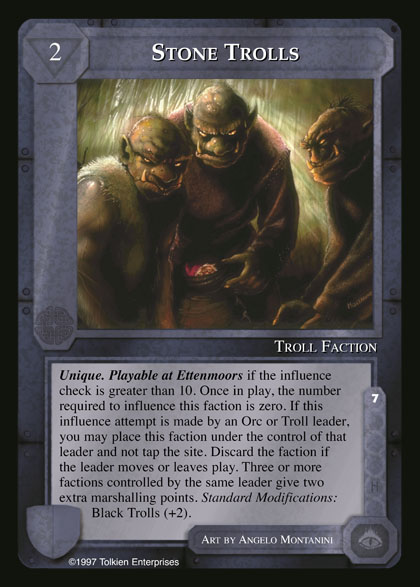 2
STONE TROLLS
TROLL FACTION
Unique. Playable at Ettenmoors if the influence
check is greater than 10. Once in play, the number
required to influence this faction is zero. If this
influence attempt is made by an Orc or Troll leader,
you may place this faction under the control of that
leader and not tap the site. Discard the faction if
the leader moves or leaves play. Three or more
factions controlled by the same leader give two
extra marshalling points. Standard Modifications:
Black Trolls (+2).
7
H
ART BY ANGELO MONTANINI
©1997 Tolkien Enterprises